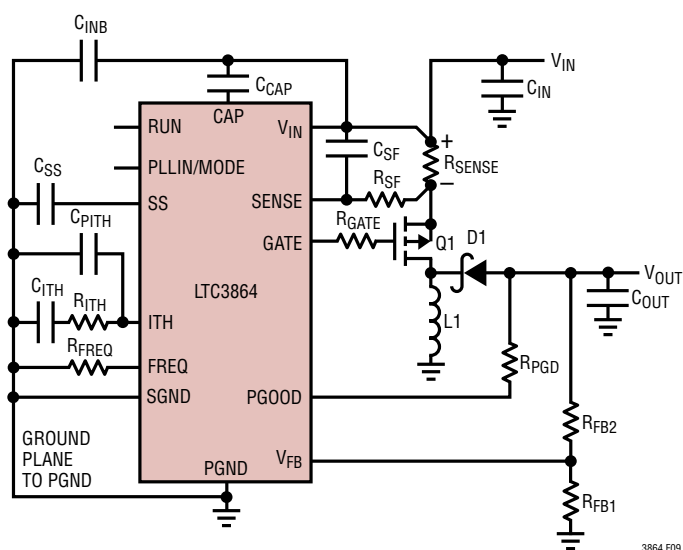 CINB
CCAP
VIN
CIN
RUN
CAP
VIN
+
CSF
RSENSE
PLLIN/MODE
CSS
RSF
–
SS
SENSE
CPITH
RGATE
GATE
Q1
D1
VOUT
LTC3864
COUT
CITH
RITH
L1
ITH
RFREQ
FREQ
RPGD
SGND
PGOOD
RFB2
GROUND
PLANE
TO PGND
PGND
VFB
RFB1
3864 F09